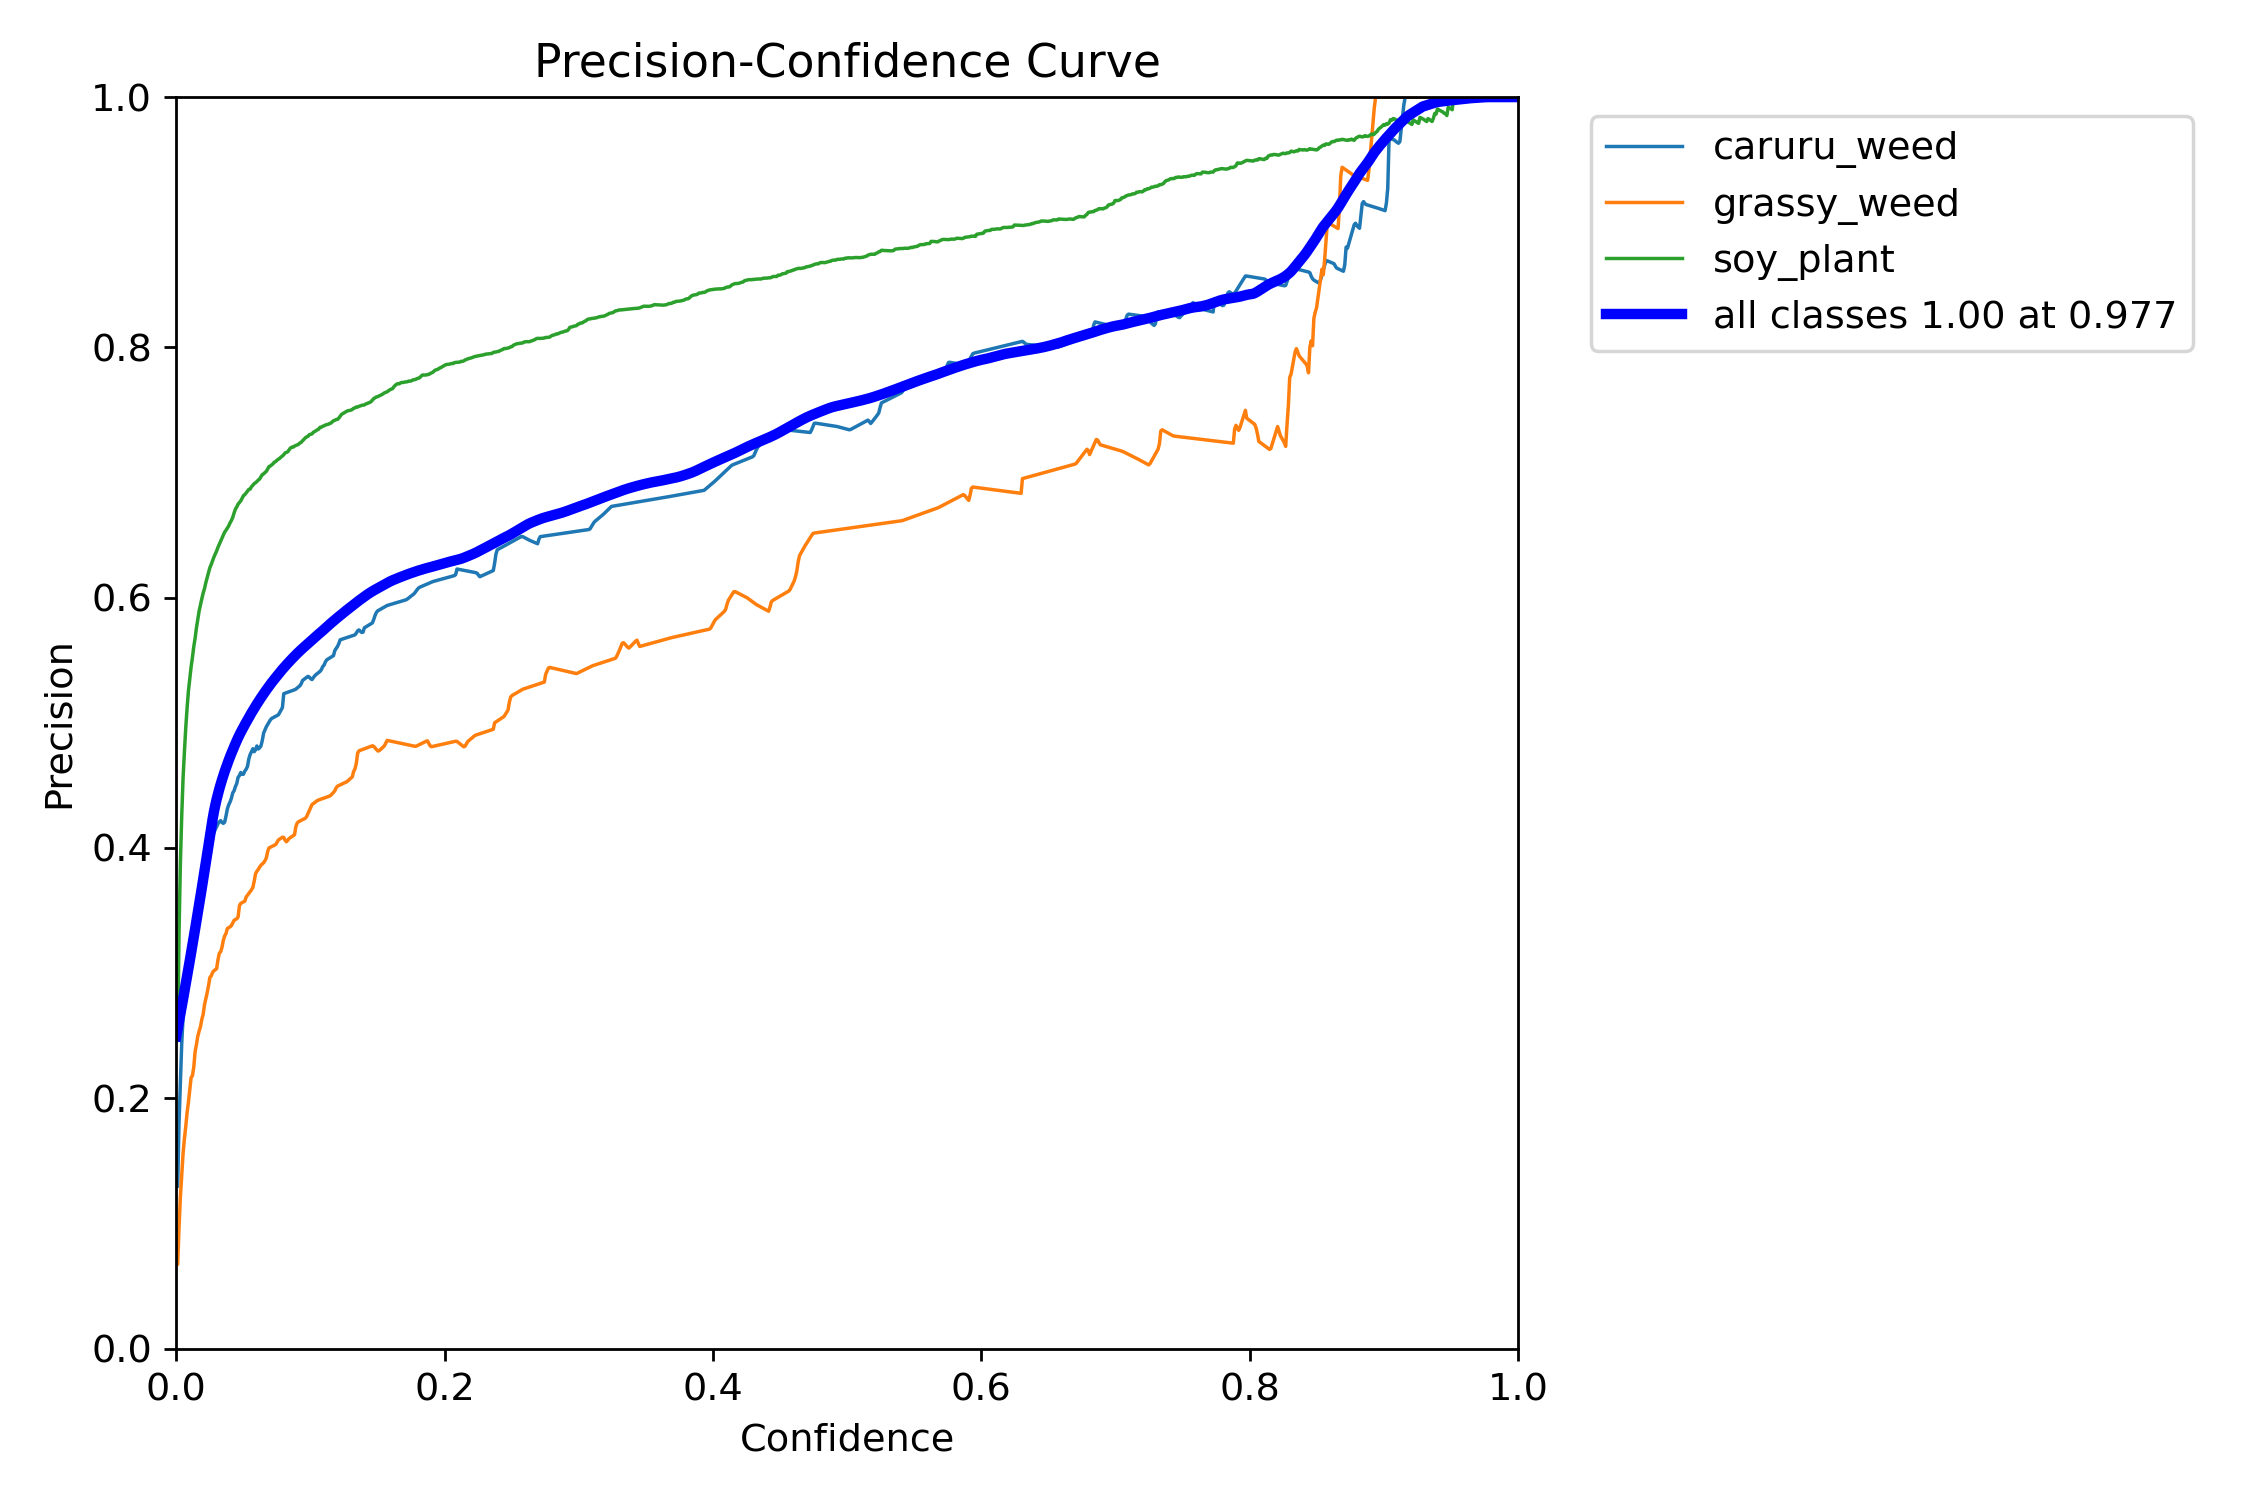 Precision-Confidence Curve
1.0
0.8
0.6
0.4
0.2
0.0
Precision
0.0 0.2 0.4 0.6 0.8 1.0
Confidence
caruru_weed
grassy_weed
soy_plant
all classes 1.00 at 0.977